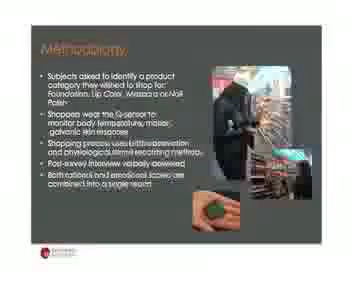 Methodology
• Subjects asked to identify a product
category they wished to shop for:
Foundation, Lip Color, Mascara or Nail
Polish
• Shoppers wear the Q-sensor to
monitor body temperature, motion,
galvanic skin response
• Shopping process uses both observation
and physiological stimuli recording methods
• Post-survey interview verbally answered
• Both rational and emotional scores are
combined into a single result